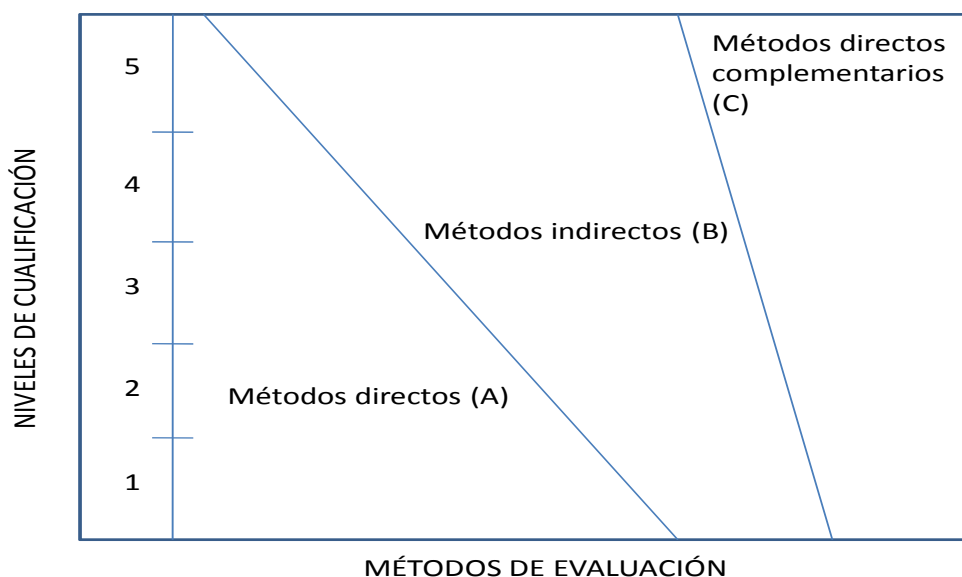 Métodos directos
complementarios
(C)
5
4
Métodos indirectos (B)
3
2
Métodos directos (A)
1
NIVELES DE CUALIFICACIÓN
MÉTODOS DE EVALUACIÓN